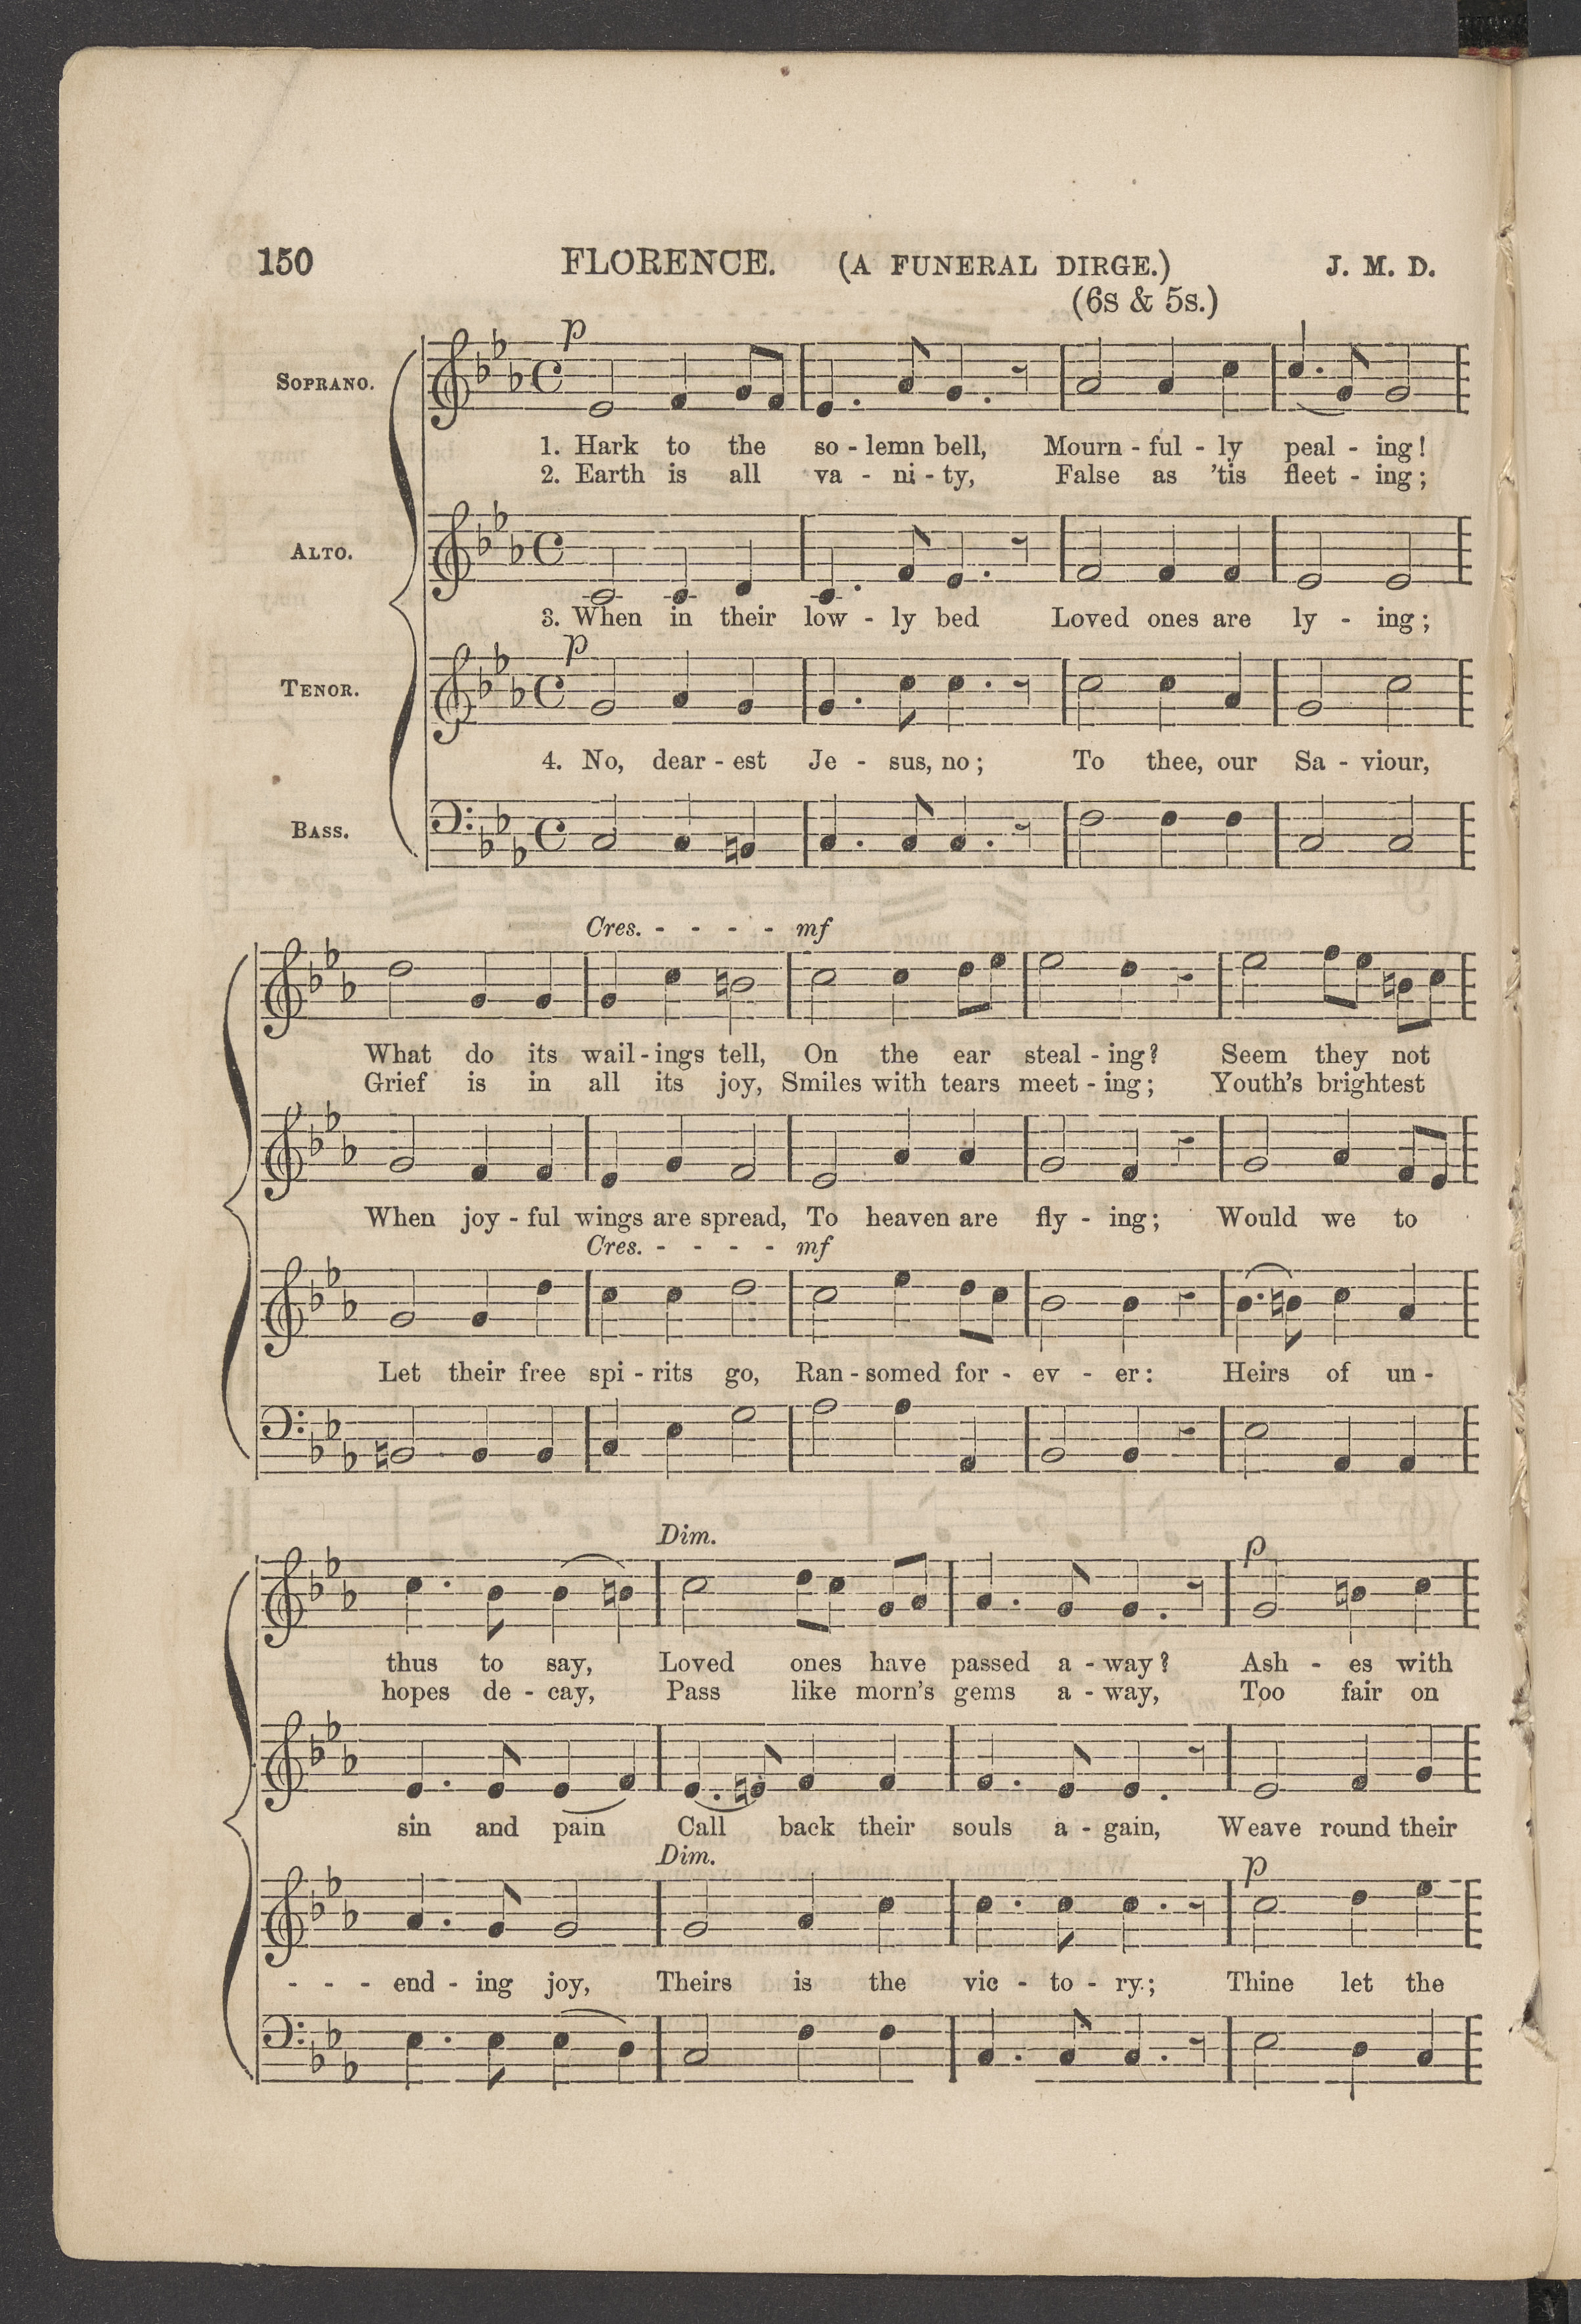 150 FLORENCE. (A FUNERAL DIRGE.) J. M. D.
(6s & 5s.)
p
SOPRANO.
1. Hark to the so - lemn bell, Mourn - ful - ly peal - ing!
2. Earth is all va - ni - ty, False as 'tis fleet - ing;
ALTO.
3. When in their low - ly bed Loved ones are ly - ing;
p
TENOR.
4. No, dear - est Je - sus, no; To thee, our Sa - viour,
BASS.
Cres. - - - - mf
What do its wail - ings tell, On the ear steal - ing? Seem they not
Grief is in all its joy, Smiles with tears meet - ing; Youth's brightest
When joy - ful wings are spread, To heaven are fly - ing; Would we to
Cres. - - - - mf
Let their free spi - rits go, Ran - somed for - ev - er: Heirs of un -
Dim. p
thus to say, Loved ones have passed a - way? Ash - es with
hopes de - cay, Pass like morn's gems a - way, Too fair on
sin and pain Call back their souls a - gain, Weave round their
Dim. p
- - - end - ing joy, Theirs is the vic - to - ry; Thine let the